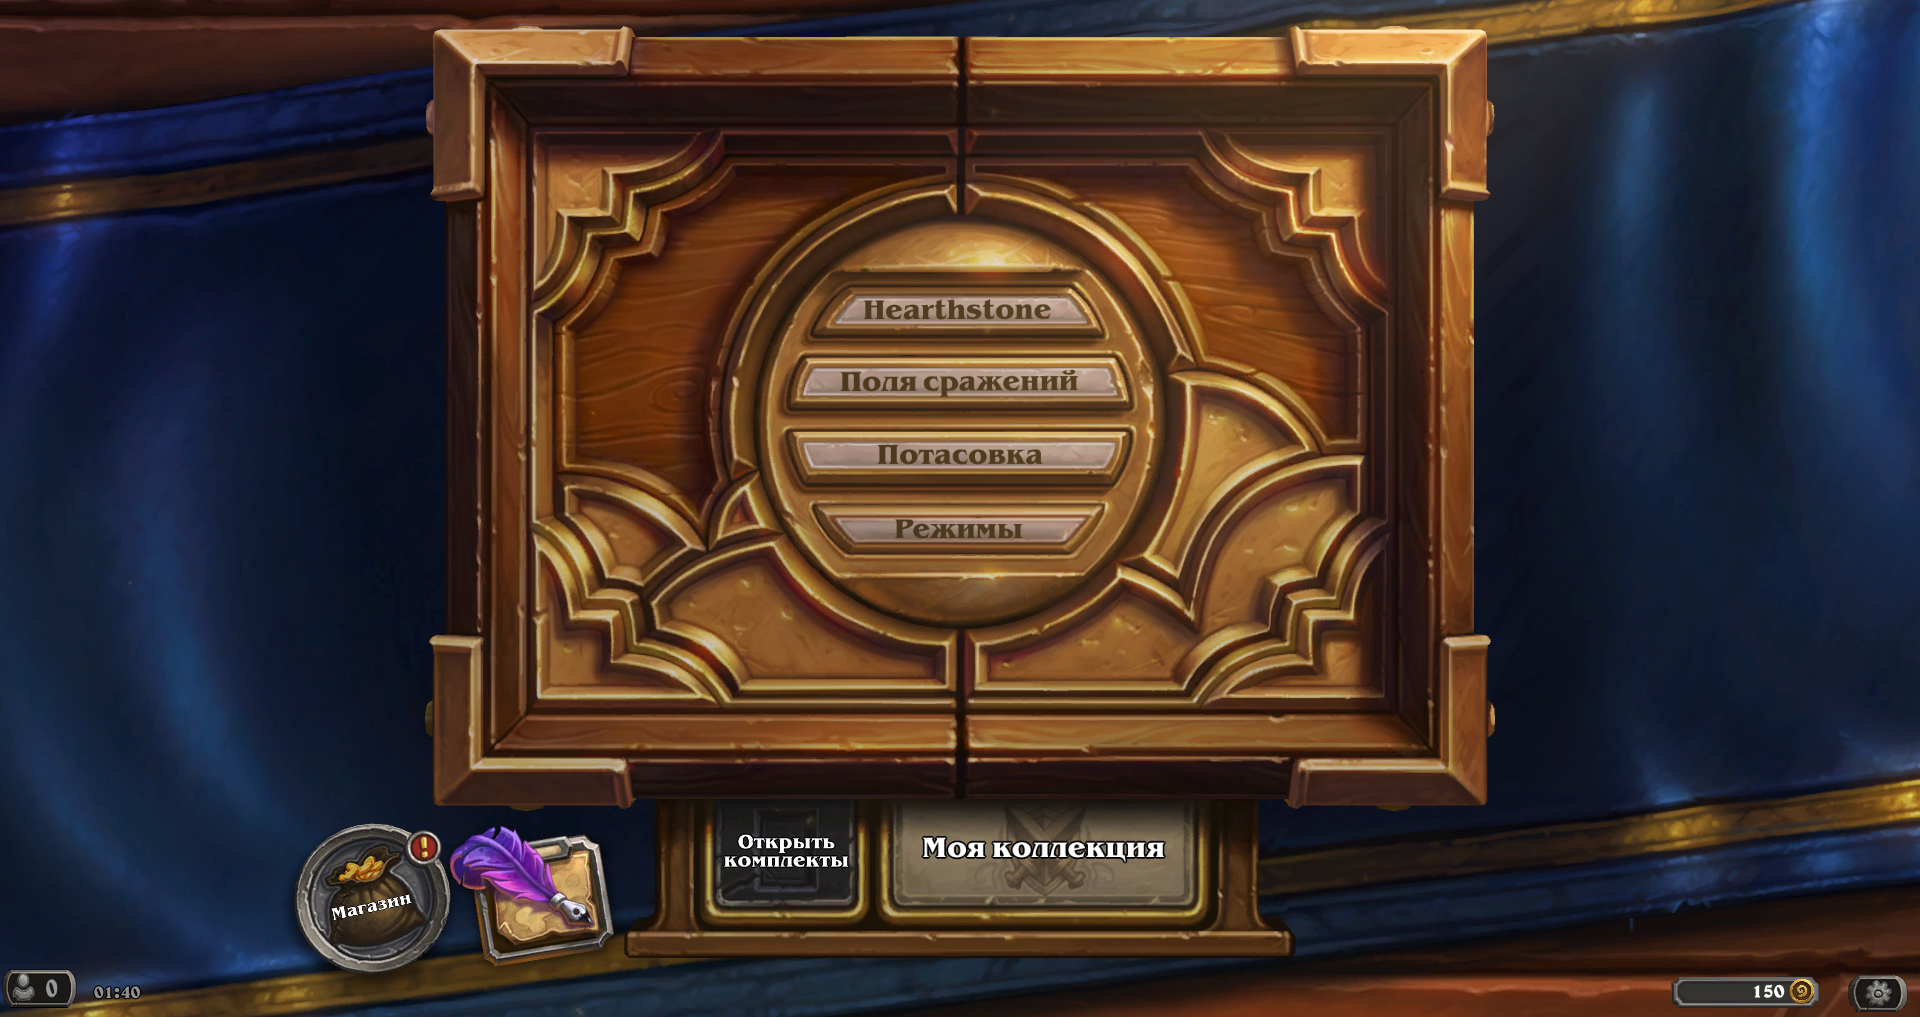 Hearthstone
Поля сражений
Потасовка
Режимы
Открыть
комплекты
Моя коллекция
Магазин
0
01:40
150